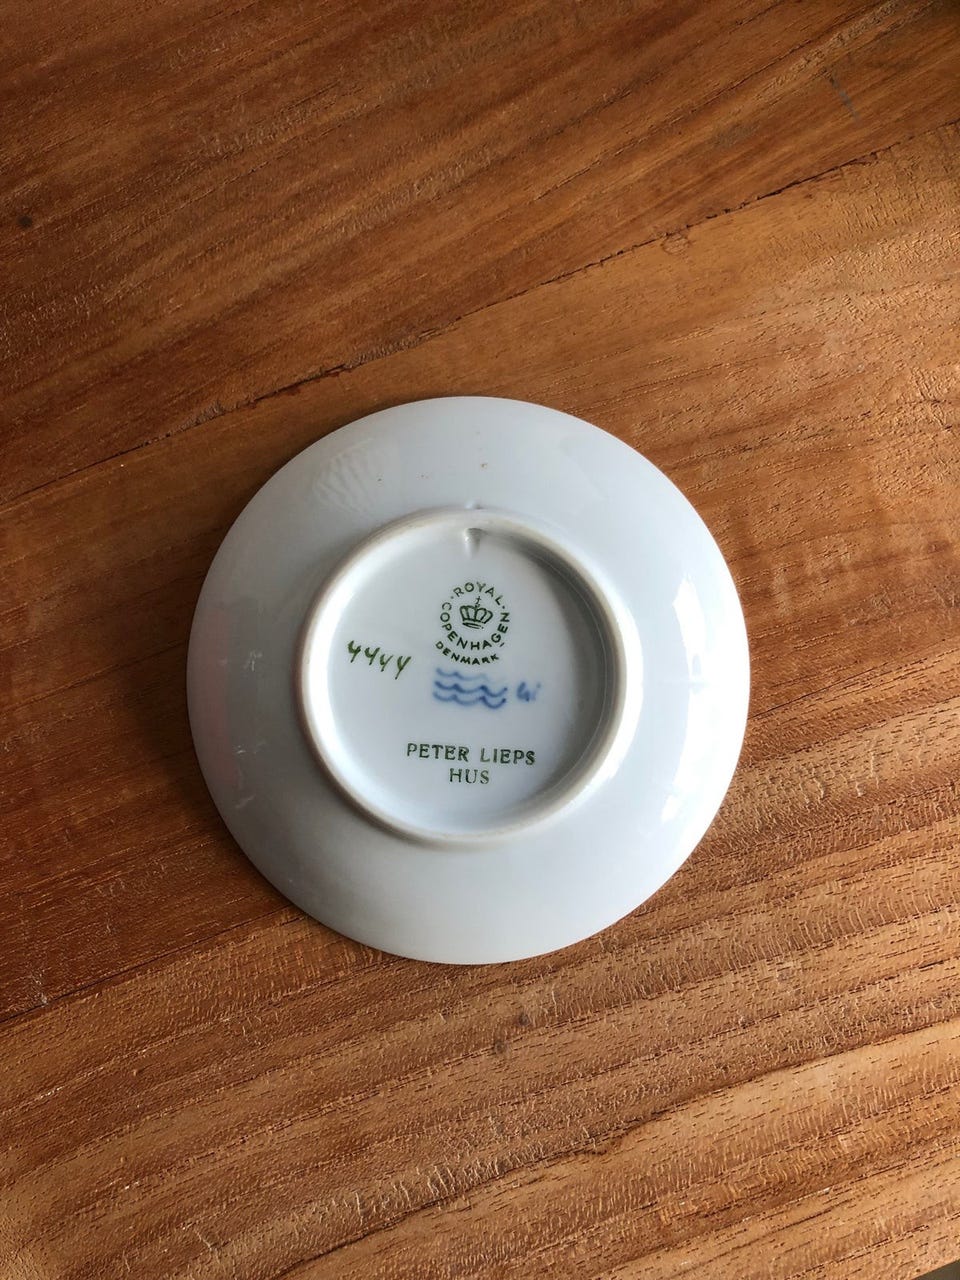 ROYAL COPENHAGEN
DENMARK
4444
PETER LIEPS
HUS